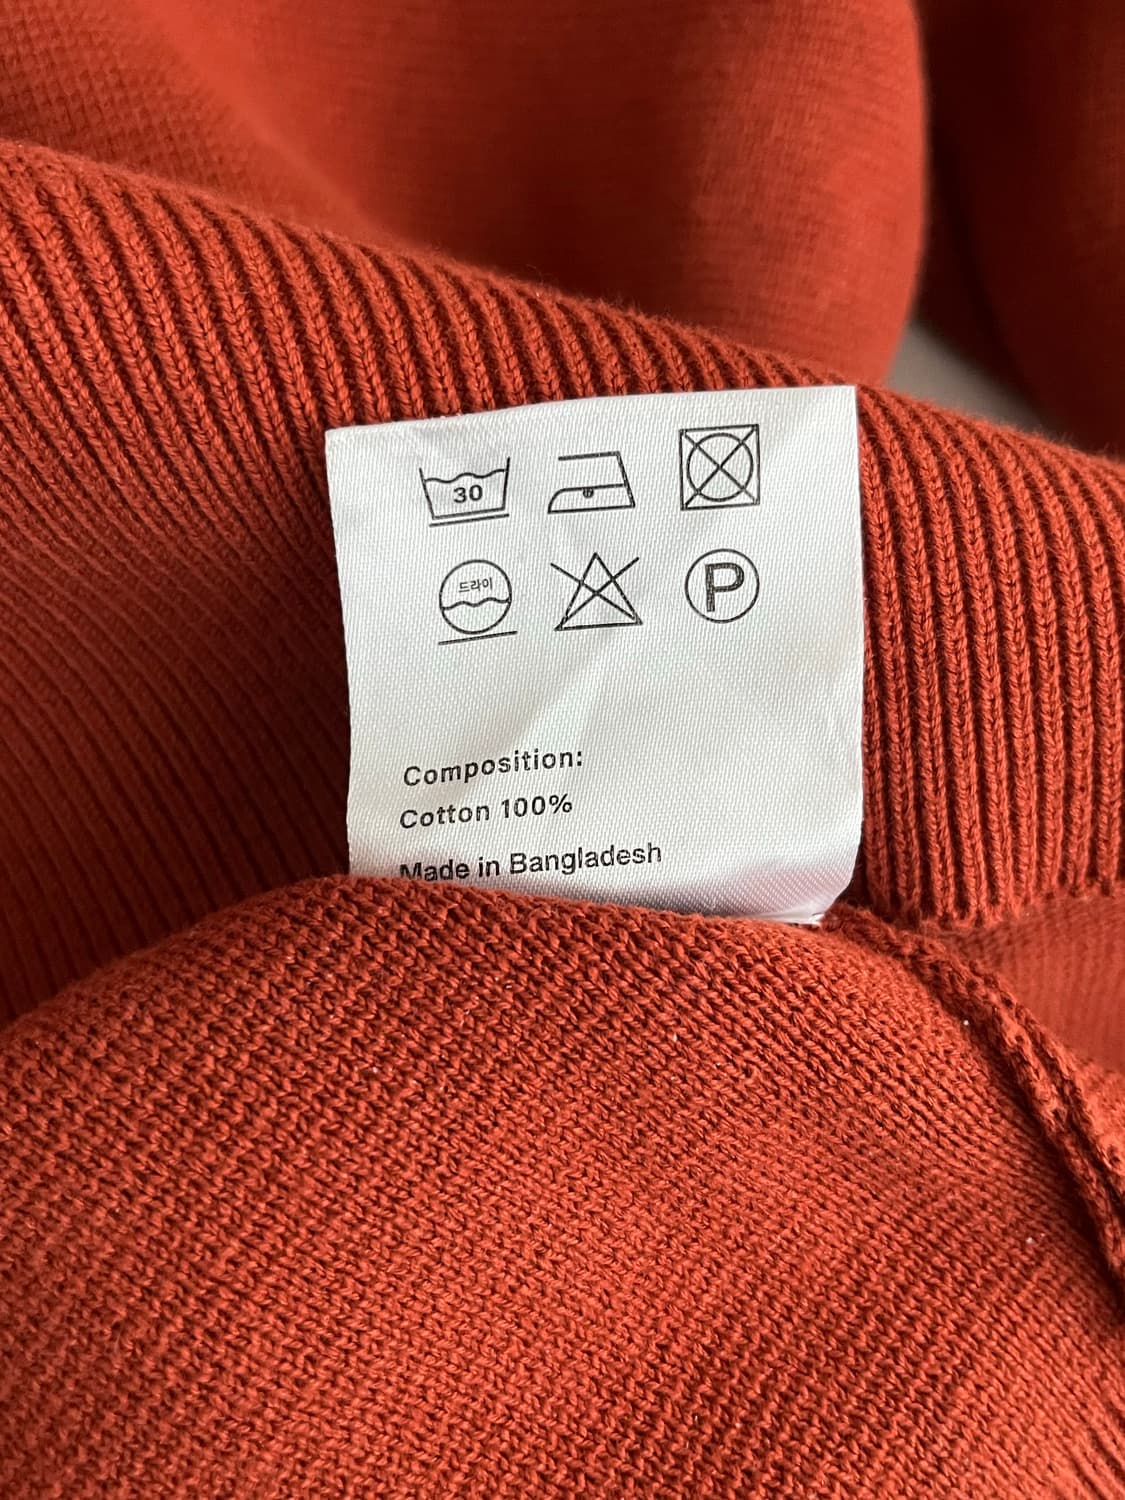 30
드라이
P
Composition:
Cotton 100%
Made in Bangladesh